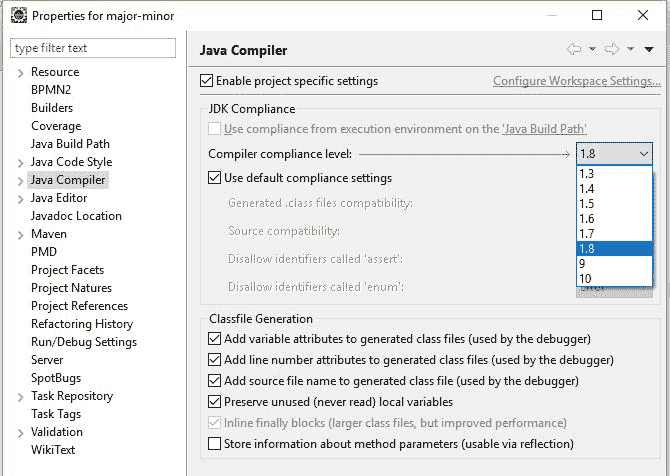 Properties for major-minor
type filter text
Resource
BPMN2
Builders
Coverage
Java Build Path
Java Code Style
Java Compiler
Java Editor
Javadoc Location
Maven
PMD
Project Facets
Project Natures
Project References
Refactoring History
Run/Debug Settings
Server
SpotBugs
Task Repository
Task Tags
Validation
WikiText
Java Compiler
Enable project specific settings
Configure Workspace Settings...
JDK Compliance
Use compliance from execution environment on the 'Java Build Path'
Compiler compliance level:
1.8
Use default compliance settings
Generated .class files compatibility:
Source compatibility:
Disallow identifiers called 'assert':
Disallow identifiers called 'enum':
1.3
1.4
1.5
1.6
1.7
1.8
9
10
Classfile Generation
Add variable attributes to generated class files (used by the debugger)
Add line number attributes to generated class files (used by the debugger)
Add source file name to generated class file (used by the debugger)
Preserve unused (never read) local variables
Inline finally blocks (larger class files, but improved performance)
Store information about method parameters (usable via reflection)